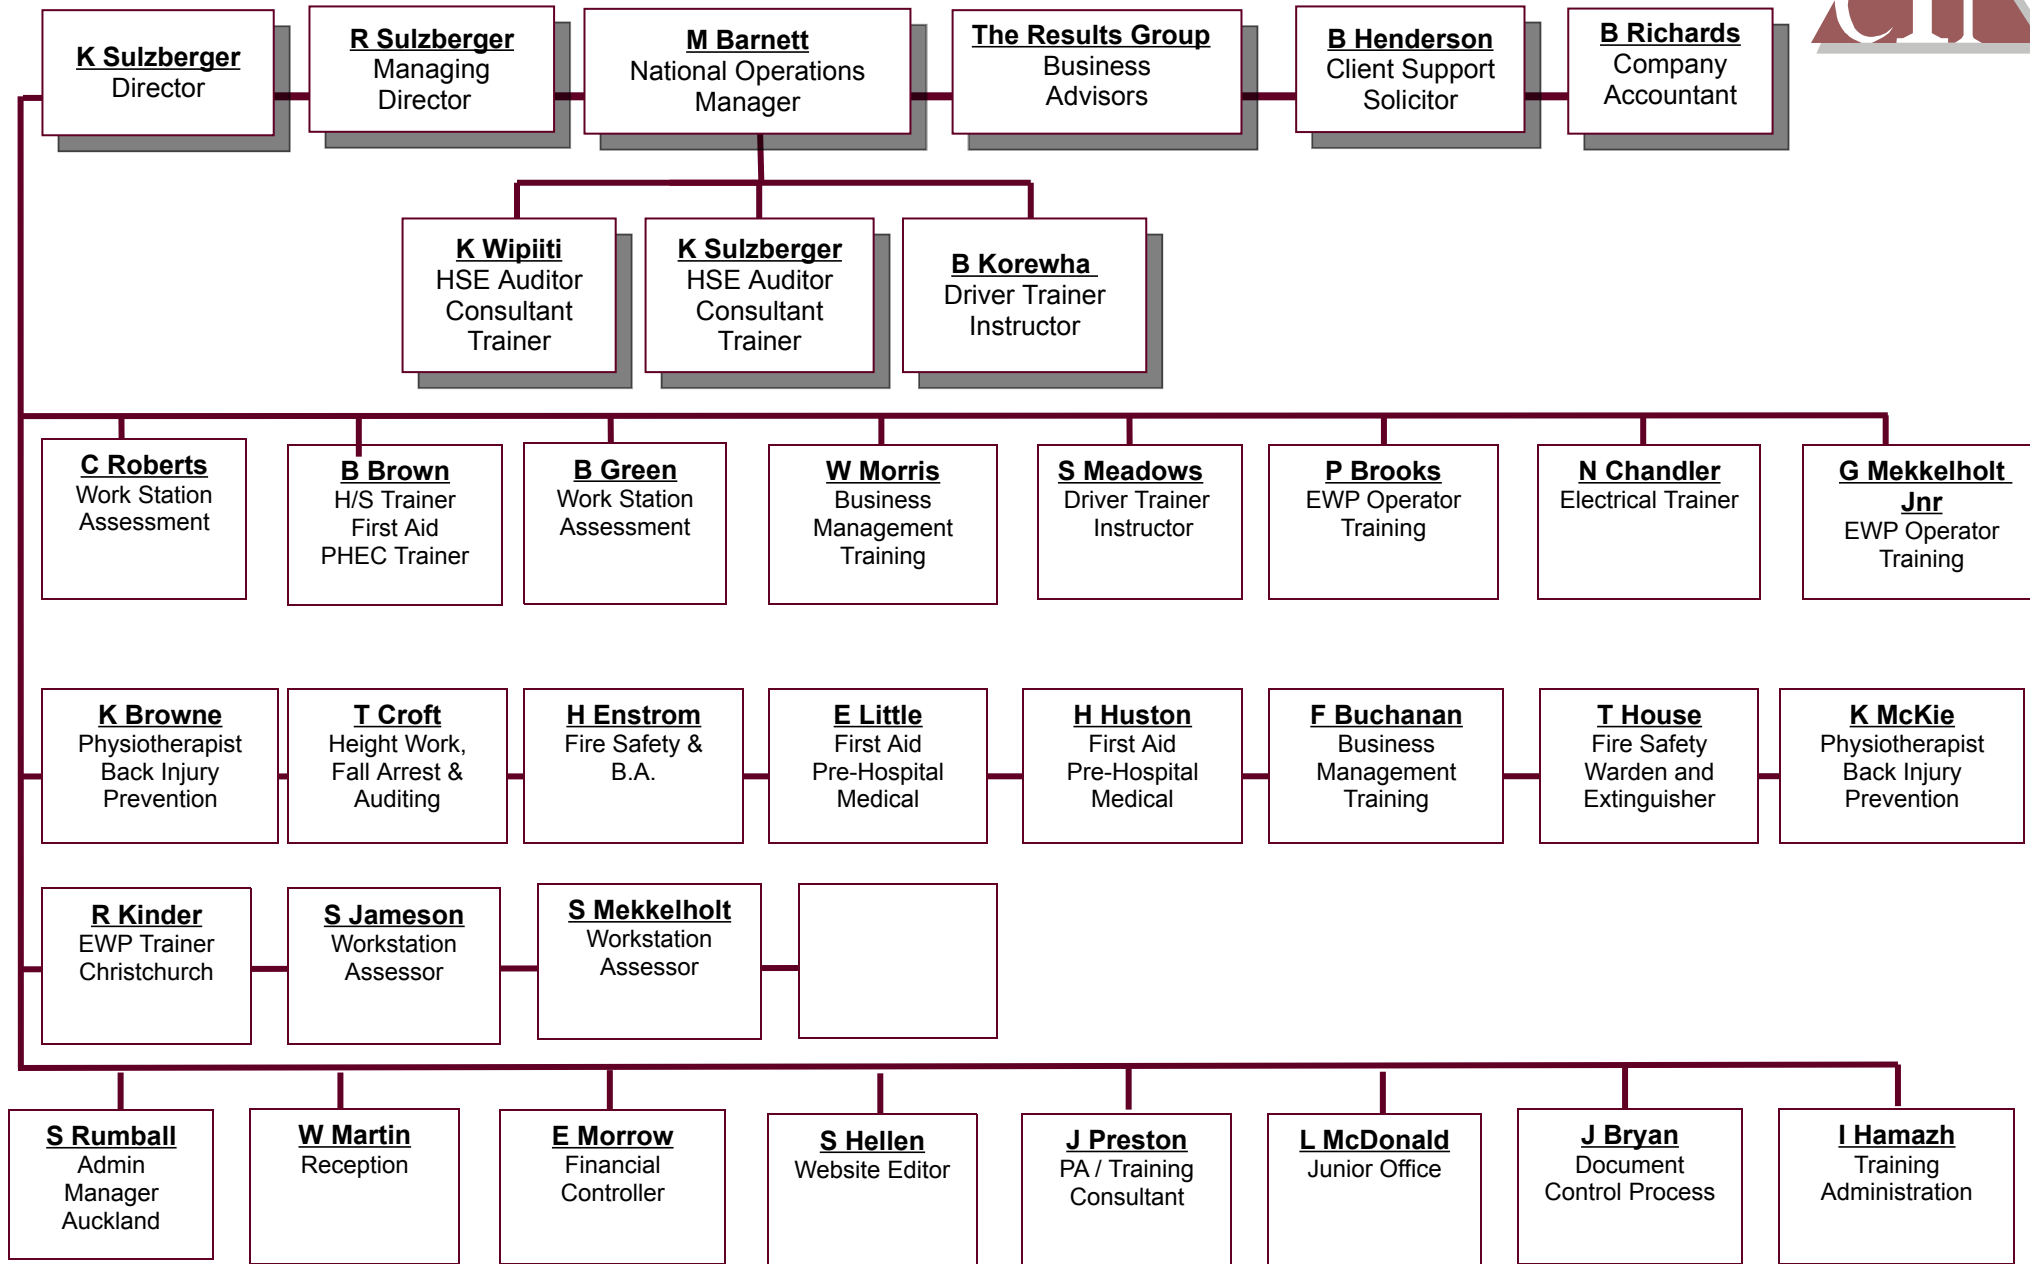 K Sulzberger
Director
R Sulzberger
Managing
Director
M Barnett
National Operations
Manager
The Results Group
Business
Advisors
B Henderson
Client Support
Solicitor
B Richards
Company
Accountant
K Wipiiti
HSE Auditor
Consultant
Trainer
K Sulzberger
HSE Auditor
Consultant
Trainer
B Korewha
Driver Trainer
Instructor
C Roberts
Work Station
Assessment
B Brown
H/S Trainer
First Aid
PHEC Trainer
B Green
Work Station
Assessment
W Morris
Business
Management
Training
S Meadows
Driver Trainer
Instructor
P Brooks
EWP Operator
Training
N Chandler
Electrical Trainer
G Mekkelholt
Jnr
EWP Operator
Training
K Browne
Physiotherapist
Back Injury
Prevention
T Croft
Height Work,
Fall Arrest &
Auditing
H Enstrom
Fire Safety &
B.A.
E Little
First Aid
Pre-Hospital
Medical
H Huston
First Aid
Pre-Hospital
Medical
F Buchanan
Business
Management
Training
T House
Fire Safety
Warden and
Extinguisher
K McKie
Physiotherapist
Back Injury
Prevention
R Kinder
EWP Trainer
Christchurch
S Jameson
Workstation
Assessor
S Mekkelholt
Workstation
Assessor
S Rumball
Admin
Manager
Auckland
W Martin
Reception
E Morrow
Financial
Controller
S Hellen
Website Editor
J Preston
PA / Training
Consultant
L McDonald
Junior Office
J Bryan
Document
Control Process
I Hamazh
Training
Administration